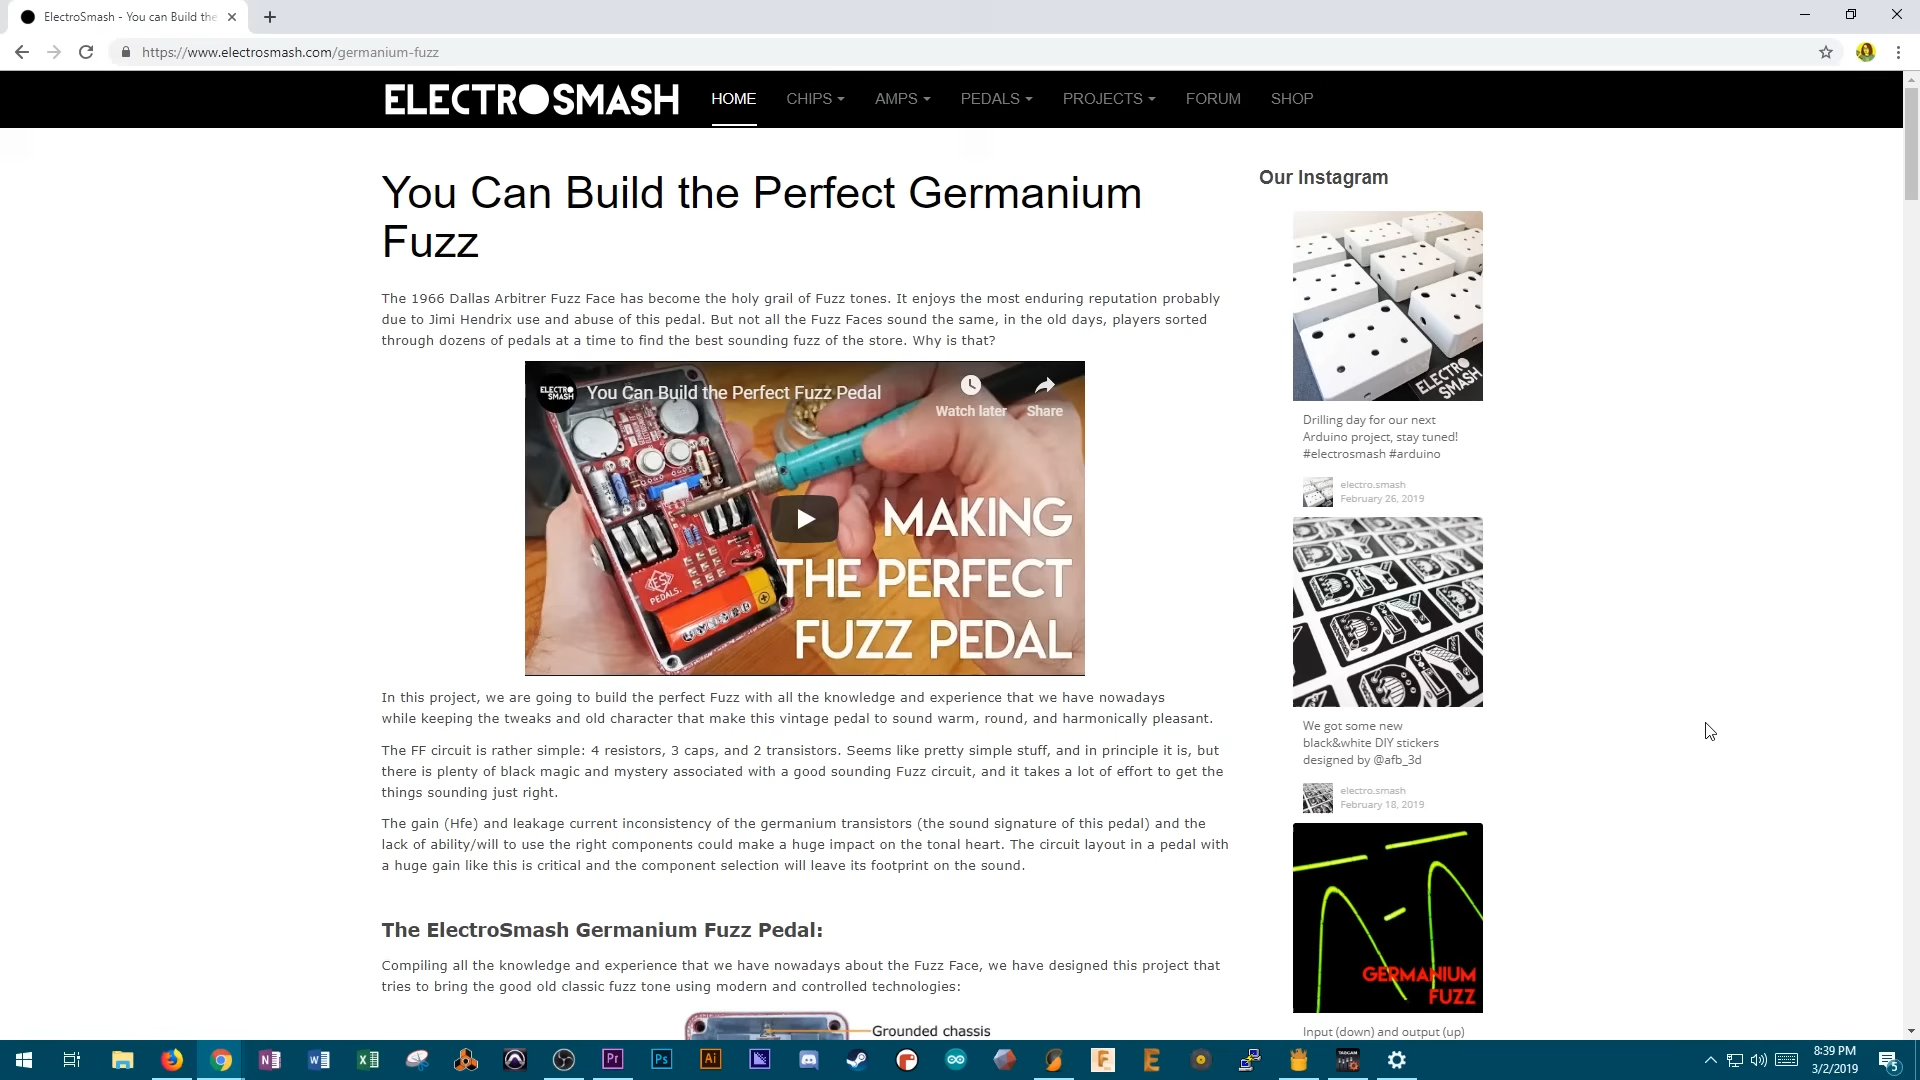 ElectroSmash - You can Build the
https://www.electrosmash.com/germanium-fuzz
ELECTROSMASH HOME CHIPS AMPS PEDALS PROJECTS FORUM SHOP
You Can Build the Perfect Germanium
Fuzz
The 1966 Dallas Arbitrer Fuzz Face has become the holy grail of Fuzz tones. It enjoys the most enduring reputation probably
due to Jimi Hendrix use and abuse of this pedal. But not all the Fuzz Faces sound the same, in the old days, players sorted
through dozens of pedals at a time to find the best sounding fuzz of the store. Why is that?
ELECTRO
SMASH
You Can Build the Perfect Fuzz Pedal
Watch later Share
MAKING
THE PERFECT
FUZZ PEDAL
ES
PEDALS.
In this project, we are going to build the perfect Fuzz with all the knowledge and experience that we have nowadays
while keeping the tweaks and old character that make this vintage pedal to sound warm, round, and harmonically pleasant.
The FF circuit is rather simple: 4 resistors, 3 caps, and 2 transistors. Seems like pretty simple stuff, and in principle it is, but
there is plenty of black magic and mystery associated with a good sounding Fuzz circuit, and it takes a lot of effort to get the
things sounding just right.
The gain (Hfe) and leakage current inconsistency of the germanium transistors (the sound signature of this pedal) and the
lack of ability/will to use the right components could make a huge impact on the tonal heart. The circuit layout in a pedal with
a huge gain like this is critical and the component selection will leave its footprint on the sound.
The ElectroSmash Germanium Fuzz Pedal:
Compiling all the knowledge and experience that we have nowadays about the Fuzz Face, we have designed this project that
tries to bring the good old classic fuzz tone using modern and controlled technologies:
Grounded chassis
Our Instagram
ELECTRO
SMASH
Drilling day for our next
Arduino project, stay tuned!
#electrosmash #arduino
electro.smash
February 26, 2019
We got some new
black&white DIY stickers
designed by @afb_3d
electro.smash
February 18, 2019
GERMANIUM
FUZZ
Input (down) and output (up)
Pr Ps Ai
8:39 PM
3/2/2019
5